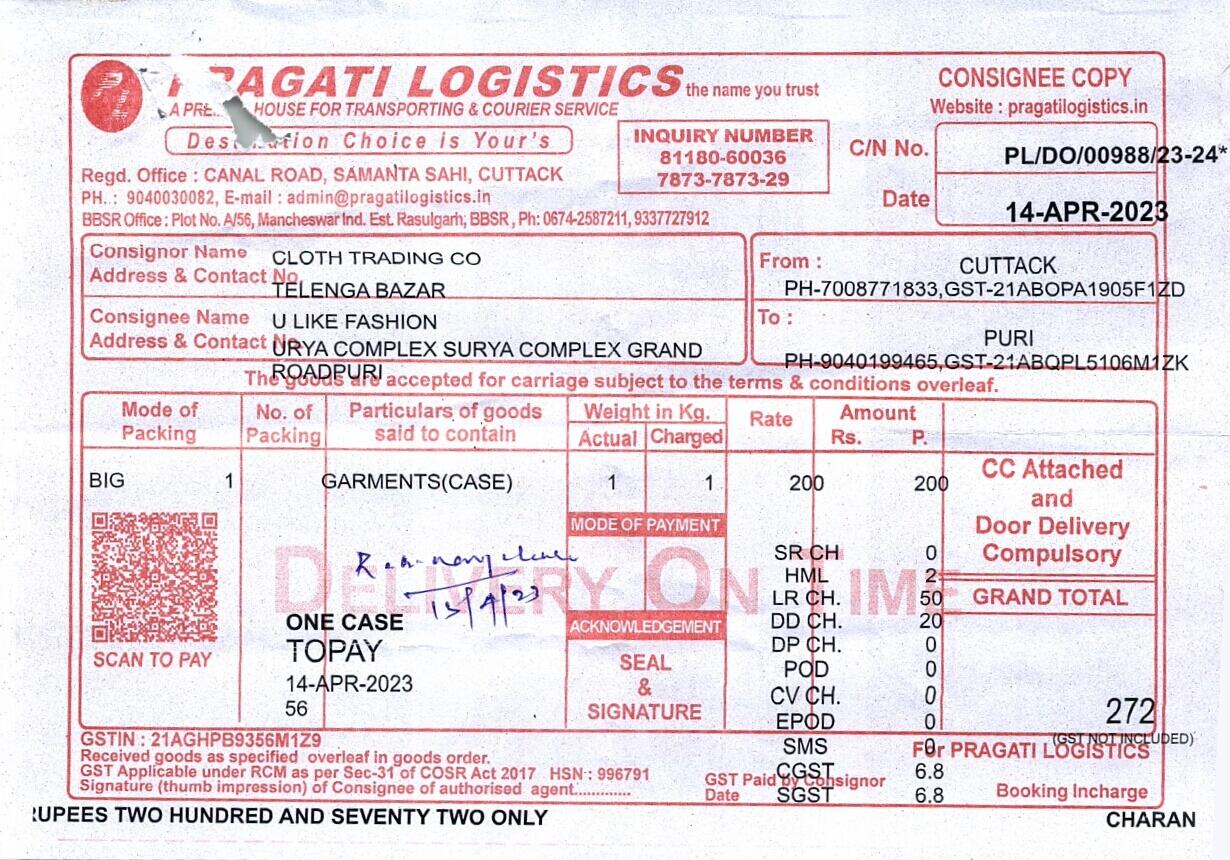 PRAGATI LOGISTICS the name you trust
A HOUSE FOR TRANSPORTING & COURIER SERVICE
Choice is Your's
Regd. Office : CANAL ROAD, SAMANTA SAHI, CUTTACK
PH. : 9040030082, E-mail : admin@pragatilogistics.in
BBSR Office : Plot No. A/56, Mancheswar Ind. Est. Rasulgarh, BBSR , Ph: 0674-2587211, 9337727912
INQUIRY NUMBER
81180-60036
7873-7873-29
CONSIGNEE COPY
Website : pragatilogistics.in
C/N No. PL/DO/00988/23-24*
Date 14-APR-2023
Consignor Name CLOTH TRADING CO
Address & Contact No. TELENGA BAZAR
Consignee Name U LIKE FASHION
Address & Contact No. URYA COMPLEX SURYA COMPLEX GRAND
ROADPURI
From : CUTTACK
PH-7008771833,GST-21ABOPA1905F1ZD
To : PURI
PH-9040199465,GST-21ABQPL5106M1ZK
The goods are accepted for carriage subject to the terms & conditions overleaf.
Mode of Packing No. of Packing Particulars of goods said to contain Weight in Kg. Actual Charged Rate Amount Rs. P.
BIG 1 GARMENTS(CASE) 1 1 200 200
CC Attached
and
Door Delivery
Compulsory
MODE OF PAYMENT
DELIVERY ON TIME
13/4/23
SR CH 0
HML 2
LR CH. 50
DD CH. 20
DP CH. 0
POD 0
CV CH. 0
EPOD 0
SMS 0
CGST 6.8
SGST 6.8
GRAND TOTAL
272
(GST NOT INCLUDED)
ACKNOWLEDGEMENT
SEAL
&
SIGNATURE
SCAN TO PAY
ONE CASE
TOPAY
14-APR-2023
56
GSTIN : 21AGHPB9356M1Z9
Received goods as specified overleaf in goods order.
GST Applicable under RCM as per Sec-31 of COSR Act 2017 HSN : 996791
Signature (thumb impression) of Consignee of authorised agent.............
GST Paid by Consignor
Date
For PRAGATI LOGISTICS
Booking Incharge
RUPEES TWO HUNDRED AND SEVENTY TWO ONLY
CHARAN